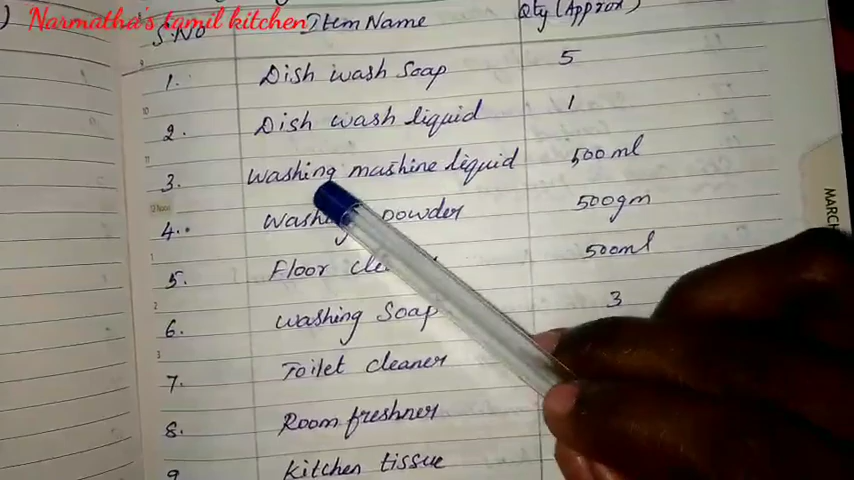 Narmatha's tamil kitchen
S.No Item Name Qty (Approx)
1. Dish wash Soap 5
2. Dish wash liquid 1
3. Washing mashine liquid 500ml
4. powder 500gm
5. Floor 500ml
6. Washing Soap 3
7. Toilet cleaner
8. Room freshner
9 Kitchen tissue
MARCH